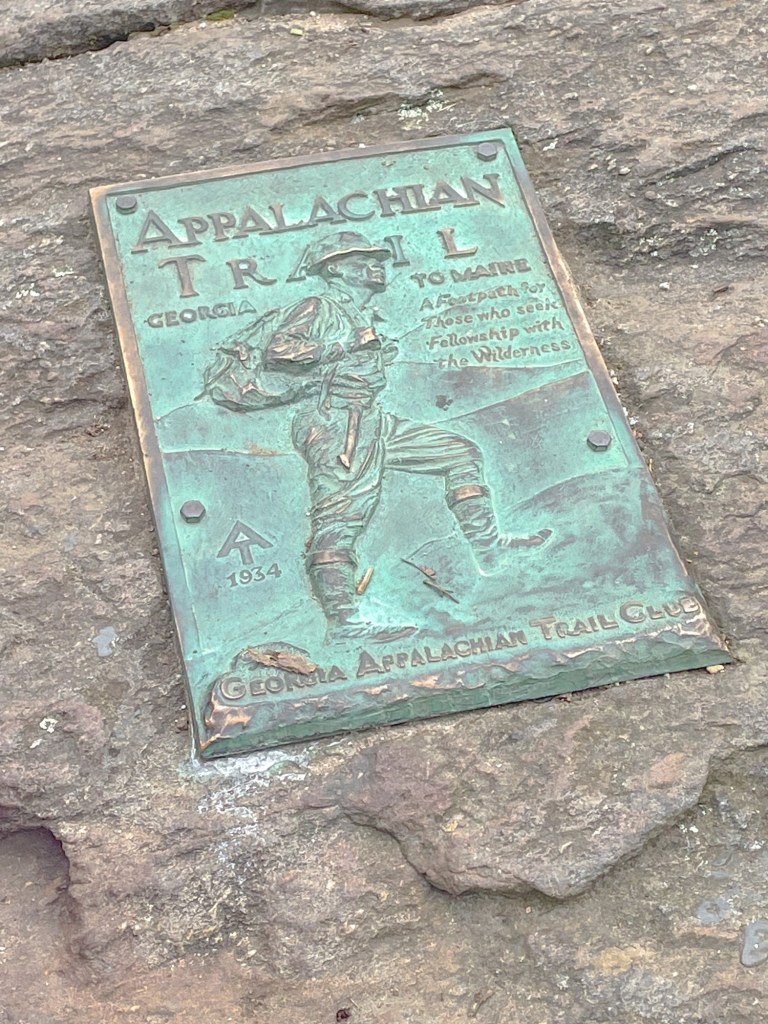 APPALACHIAN
TRAIL
GEORGIA TO MAINE
A Footpath for
Those who seek
Fellowship with
the Wilderness
AT
1934
GEORGIA APPALACHIAN TRAIL CLUB